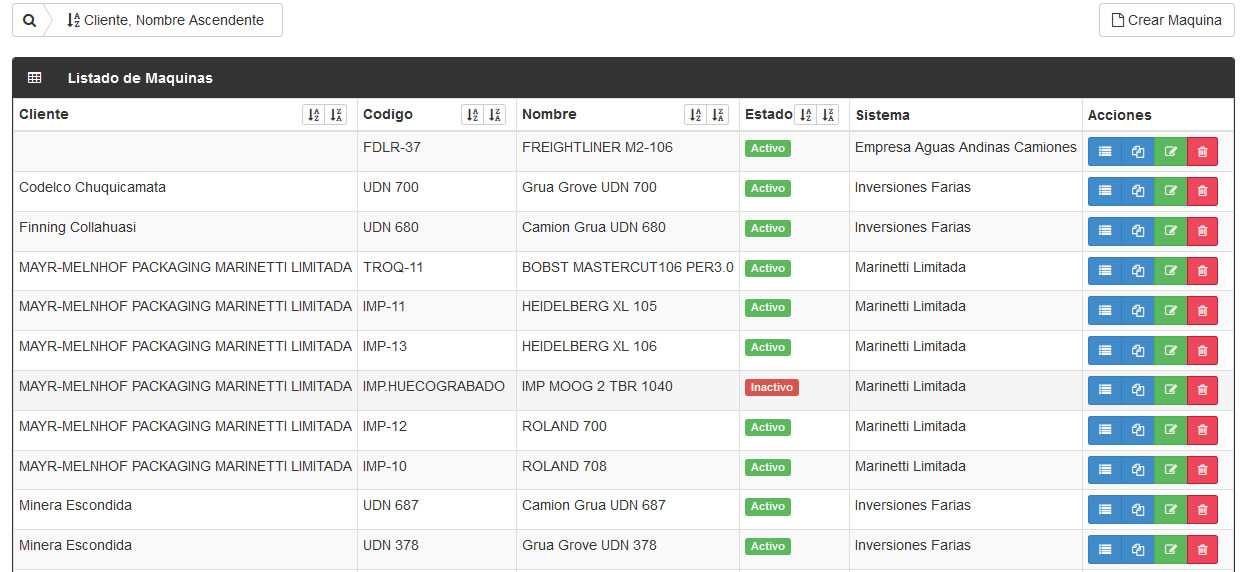 Cliente, Nombre Ascendente Crear Maquina
Listado de Maquinas
Cliente Codigo Nombre Estado Sistema Acciones
FDLR-37 FREIGHTLINER M2-106 Activo Empresa Aguas Andinas Camiones
Codelco Chuquicamata UDN 700 Grua Grove UDN 700 Activo Inversiones Farias
Finning Collahuasi UDN 680 Camion Grua UDN 680 Activo Inversiones Farias
MAYR-MELNHOF PACKAGING MARINETTI LIMITADA TROQ-11 BOBST MASTERCUT106 PER3.0 Activo Marinetti Limitada
MAYR-MELNHOF PACKAGING MARINETTI LIMITADA IMP-11 HEIDELBERG XL 105 Activo Marinetti Limitada
MAYR-MELNHOF PACKAGING MARINETTI LIMITADA IMP-13 HEIDELBERG XL 106 Activo Marinetti Limitada
MAYR-MELNHOF PACKAGING MARINETTI LIMITADA IMP.HUECOGRABADO IMP MOOG 2 TBR 1040 Inactivo Marinetti Limitada
MAYR-MELNHOF PACKAGING MARINETTI LIMITADA IMP-12 ROLAND 700 Activo Marinetti Limitada
MAYR-MELNHOF PACKAGING MARINETTI LIMITADA IMP-10 ROLAND 708 Activo Marinetti Limitada
Minera Escondida UDN 687 Camion Grua UDN 687 Activo Inversiones Farias
Minera Escondida UDN 378 Grua Grove UDN 378 Activo Inversiones Farias